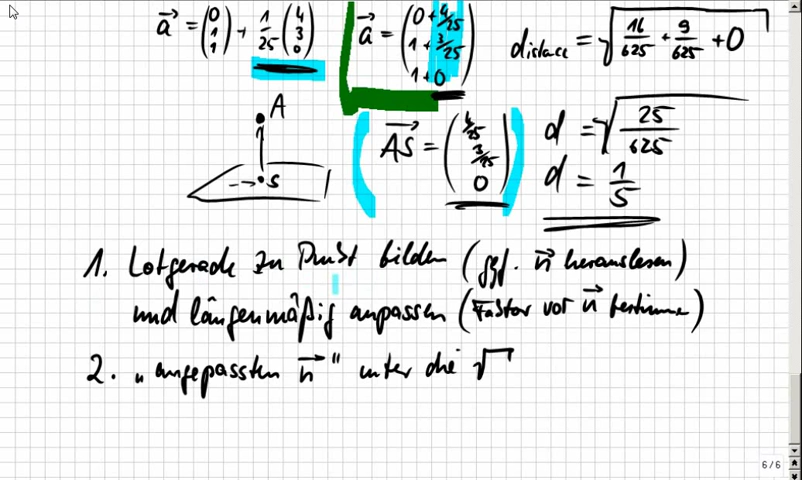 a⃗ = (0 1 1) + 1/25 (4 3 0)
a⃗ = (0+4/25 1+3/25 1+0)
distance = √(16/625 + 9/625 + 0)
A
s
AS⃗ = (4/25 3/25 0)
d = √(25/625)
d = 1/5
1. Lotgerade zu Punkt bilden (ggf. n⃗ herauslesen)
und längenmäßig anpassen (Faktor vor n⃗ bestimme)
2. „angepassten n⃗" unter die √
6/6